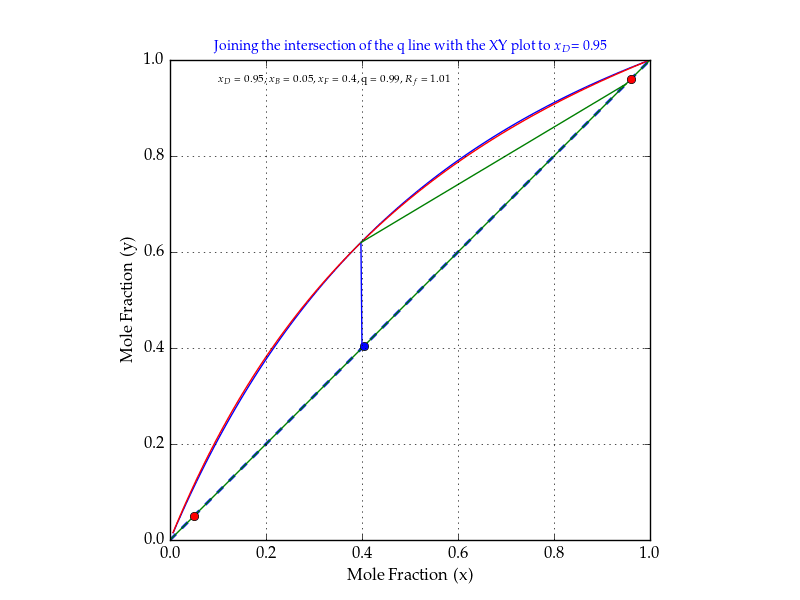 Joining the intersection of the q line with the XY plot to x_D = 0.95
x_D = 0.95, x_B = 0.05, x_F = 0.4, q = 0.99, R_f = 1.01
1.0
0.8
0.6
0.4
0.2
0.0
Mole Fraction (y)
0.0 0.2 0.4 0.6 0.8 1.0
Mole Fraction (x)